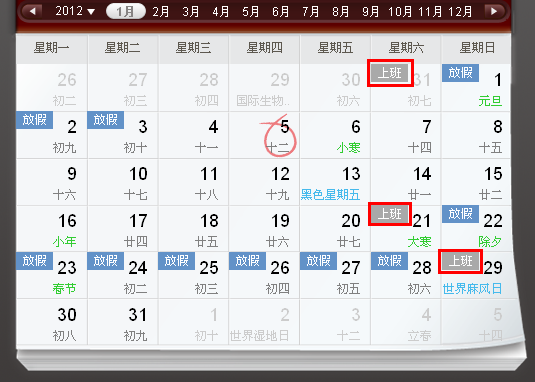 2012 1月 2月 3月 4月 5月 6月 7月 8月 9月 10月 11月 12月
星期一 星期二 星期三 星期四 星期五 星期六 星期日
26 27 28 29 30 上班 31 放假 1
初二 初三 初四 国际生物.. 初六 初七 元旦
放假 2 放假 3 4 5 6 7 8
初九 初十 十一 十二 小寒 十四 十五
9 10 11 12 13 14 15
十六 十七 十八 十九 黑色星期五 廿一 廿二
16 17 18 19 20 上班 21 放假 22
小年 廿四 廿五 廿六 廿七 大寒 除夕
放假 23 放假 24 放假 25 放假 26 放假 27 放假 28 上班 29
春节 初二 初三 初四 初五 初六 世界麻风日
30 31 1 2 3 4 5
初八 初九 初十 世界湿地日 十二 立春 十四